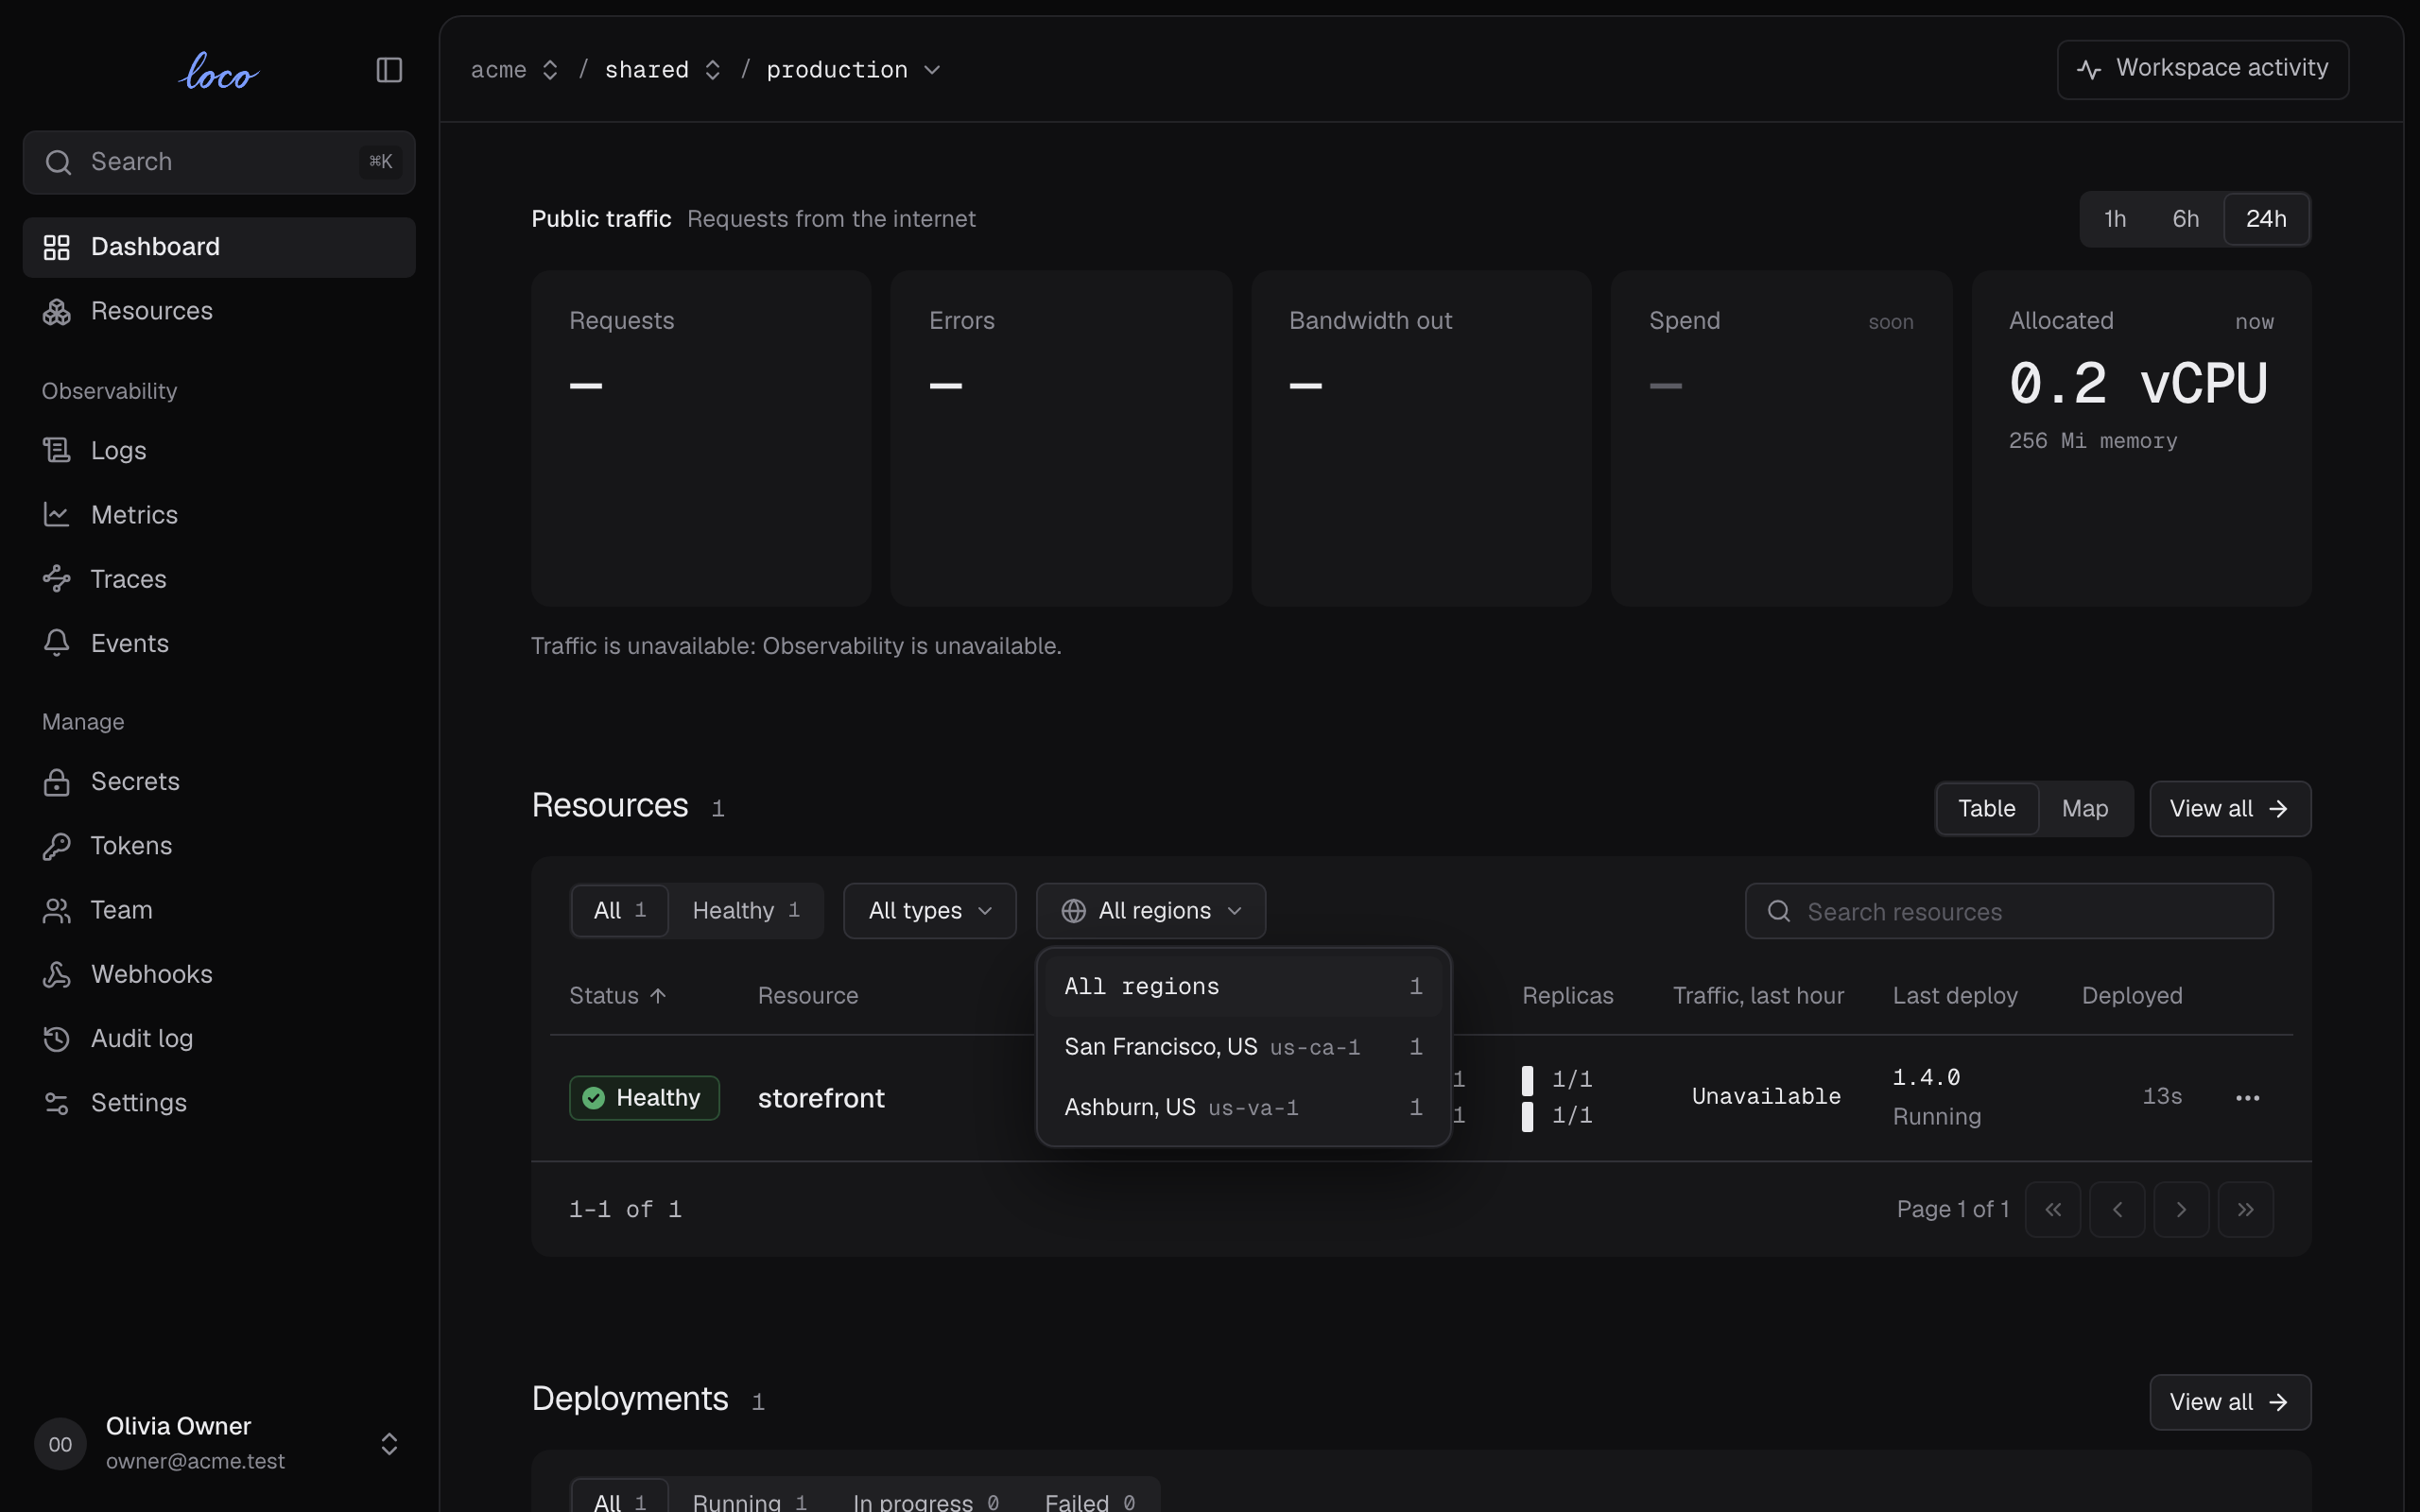 loco
Search ⌘K
Dashboard
Resources
Observability
Logs
Metrics
Traces
Events
Manage
Secrets
Tokens
Team
Webhooks
Audit log
Settings
OO
Olivia Owner
owner@acme.test
acme / shared / production
Workspace activity
Public traffic Requests from the internet
1h 6h 24h
Requests
—
Errors
—
Bandwidth out
—
Spend soon
—
Allocated now
0.2 vCPU
256 Mi memory
Traffic is unavailable: Observability is unavailable.
Resources 1
Table Map View all →
All 1 Healthy 1 All types All regions Search resources
All regions 1
San Francisco, US us-ca-1 1
Ashburn, US us-va-1 1
Status ↑ Resource Replicas Traffic, last hour Last deploy Deployed
Healthy storefront 1 1/1 Unavailable 1.4.0 13s ...
1 1/1 Running
1-1 of 1 Page 1 of 1
Deployments 1
View all →
All 1 Running 1 In progress 0 Failed 0